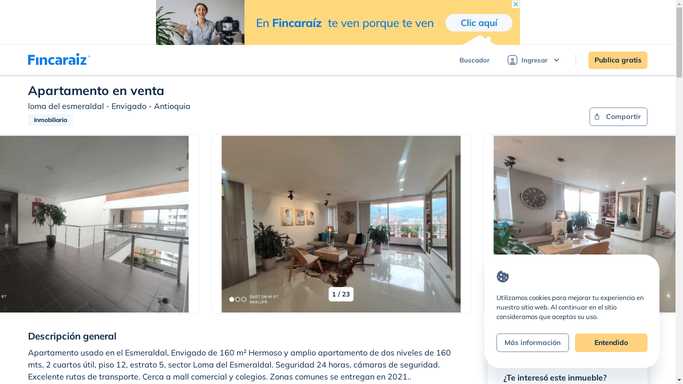 En Fincaraíz te ven porque te ven
Clic aquí
Fincaraíz
Buscador
Ingresar
Publica gratis
Apartamento en venta
loma del esmeraldal - Envigado - Antioquia
Inmobiliaria
Compartir
1 / 23
Utilizamos cookies para mejorar tu experiencia en
nuestro sitio web. Al continuar en el sitio
consideramos que aceptas su uso.
Más información
Entendido
Descripción general
Apartamento usado en el Esmeraldal, Envigado de 160 m² Hermoso y amplio apartamento de dos niveles de 160
mts, 2 cuartos útil, piso 12, estrato 5, sector Loma del Esmeraldal. Seguridad 24 horas, cámaras de seguridad.
Excelente rutas de transporte. Cerca a mall comercial y colegios. Zonas comunes se entregan en 2021..
¿Te interesó este inmueble?